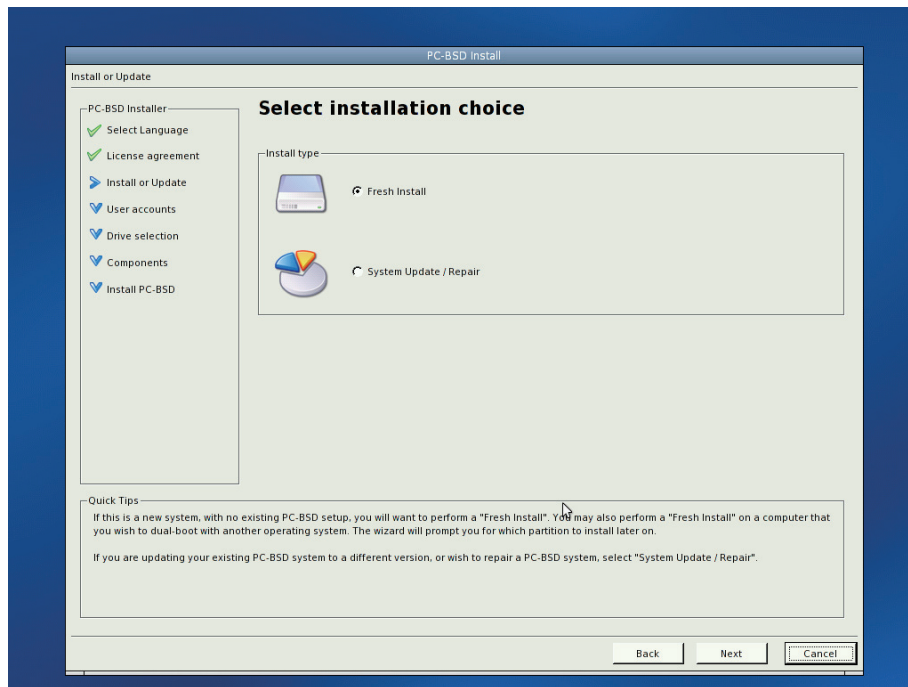 PC-BSD Install
Install or Update
PC-BSD Installer
Select Language
License agreement
Install or Update
User accounts
Drive selection
Components
Install PC-BSD
Select installation choice
Install type
Fresh Install
System Update / Repair
Quick Tips
If this is a new system, with no existing PC-BSD setup, you will want to perform a "Fresh Install". You may also perform a "Fresh Install" on a computer that
you wish to dual-boot with another operating system. The wizard will prompt you for which partition to install later on.
If you are updating your existing PC-BSD system to a different version, or wish to repair a PC-BSD system, select "System Update / Repair".
Back
Next
Cancel